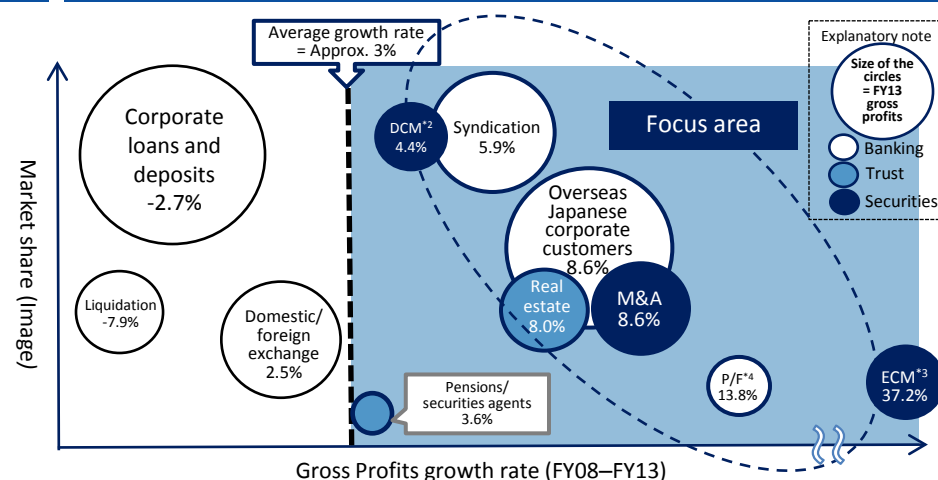 Average growth rate
= Approx. 3%
Explanatory note
Size of the
circles
= FY13
gross
profits
Banking
Trust
Securities
Focus area
Corporate
loans and
deposits
-2.7%
DCM*2
4.4%
Syndication
5.9%
Overseas
Japanese
corporate
customers
8.6%
Real
estate
8.0%
M&A
8.6%
Liquidation
-7.9%
Domestic/
foreign
exchange
2.5%
Pensions/
securities agents
3.6%
P/F*4
13.8%
ECM*3
37.2%
Market share (Image)
Gross Profits growth rate (FY08–FY13)